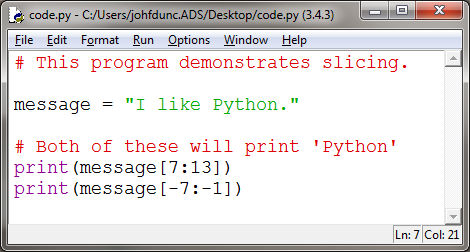 code.py - C:/Users/johfdunc.ADS/Desktop/code.py (3.4.3)
File Edit Format Run Options Window Help
# This program demonstrates slicing.
message = "I like Python."
# Both of these will print 'Python'
print(message[7:13])
print(message[-7:-1])
Ln: 7 Col: 21